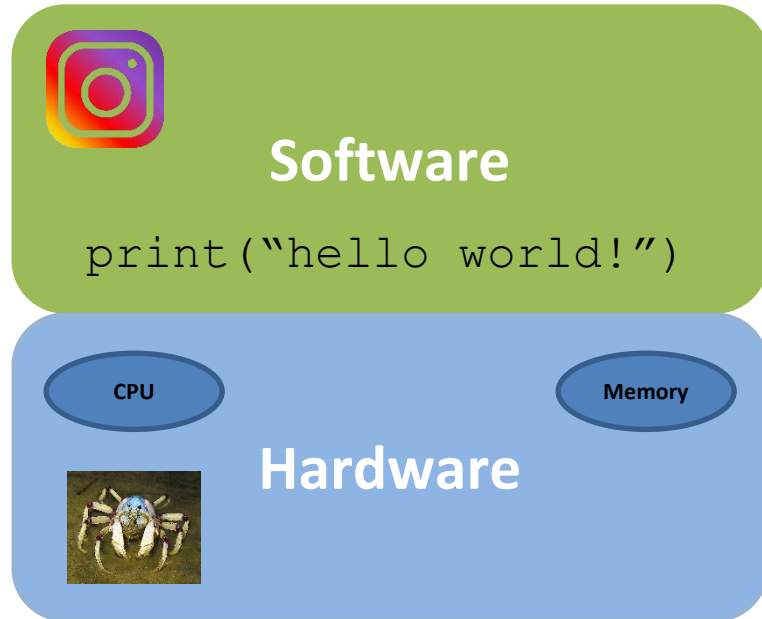 Software
print(“hello world!”)
CPU
Memory
Hardware